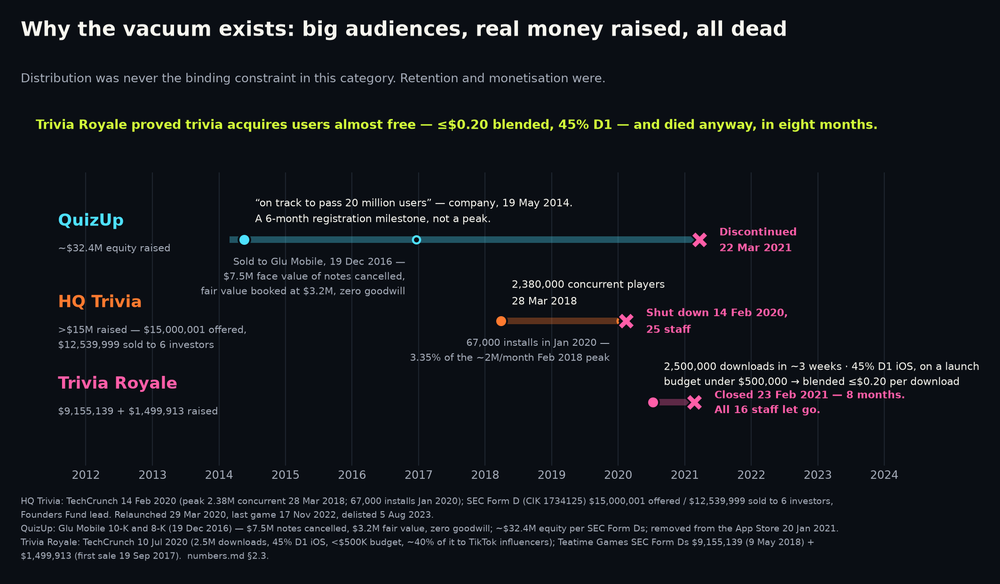 Why the vacuum exists: big audiences, real money raised, all dead
Distribution was never the binding constraint in this category. Retention and monetisation were.
Trivia Royale proved trivia acquires users almost free — ≤$0.20 blended, 45% D1 — and died anyway, in eight months.
“on track to pass 20 million users” — company, 19 May 2014.
A 6-month registration milestone, not a peak.
QuizUp
~$32.4M equity raised
Discontinued
22 Mar 2021
Sold to Glu Mobile, 19 Dec 2016 —
$7.5M face value of notes cancelled,
fair value booked at $3.2M, zero goodwill
2,380,000 concurrent players
28 Mar 2018
HQ Trivia
>$15M raised — $15,000,001 offered,
$12,539,999 sold to 6 investors
Shut down 14 Feb 2020,
25 staff
67,000 installs in Jan 2020 —
3.35% of the ~2M/month Feb 2018 peak
2,500,000 downloads in ~3 weeks · 45% D1 iOS, on a launch
budget under $500,000 → blended ≤$0.20 per download
Trivia Royale
$9,155,139 + $1,499,913 raised
Closed 23 Feb 2021 — 8 months.
All 16 staff let go.
2012 2013 2014 2015 2016 2017 2018 2019 2020 2021 2022 2023 2024
HQ Trivia: TechCrunch 14 Feb 2020 (peak 2.38M concurrent 28 Mar 2018; 67,000 installs Jan 2020); SEC Form D (CIK 1734125) $15,000,001 offered / $12,539,999 sold to 6 investors,
Founders Fund lead. Relaunched 29 Mar 2020, last game 17 Nov 2022, delisted 5 Aug 2023.
QuizUp: Glu Mobile 10-K and 8-K (19 Dec 2016) — $7.5M notes cancelled, $3.2M fair value, zero goodwill; ~$32.4M equity per SEC Form Ds; removed from the App Store 20 Jan 2021.
Trivia Royale: TechCrunch 10 Jul 2020 (2.5M downloads, 45% D1 iOS, <$500K budget, ~40% of it to TikTok influencers); Teatime Games SEC Form Ds $9,155,139 (9 May 2018) +
$1,499,913 (first sale 19 Sep 2017).  numbers.md §2.3.